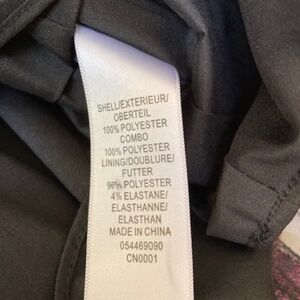 SHELL/EXTERIEUR/
OBERTEIL
100% POLYESTER
COMBO
100% POLYESTER
LINING/DOUBLURE/
FUTTER
96% POLYESTER
4% ELASTANE/
ELASTHANNE/
ELASTHAN
MADE IN CHINA
054469090
CN0001